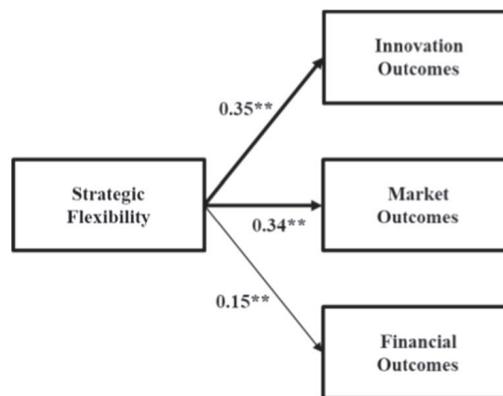 Innovation
Outcomes
0.35**
Strategic
Flexibility
Market
Outcomes
0.34**
0.15**
Financial
Outcomes